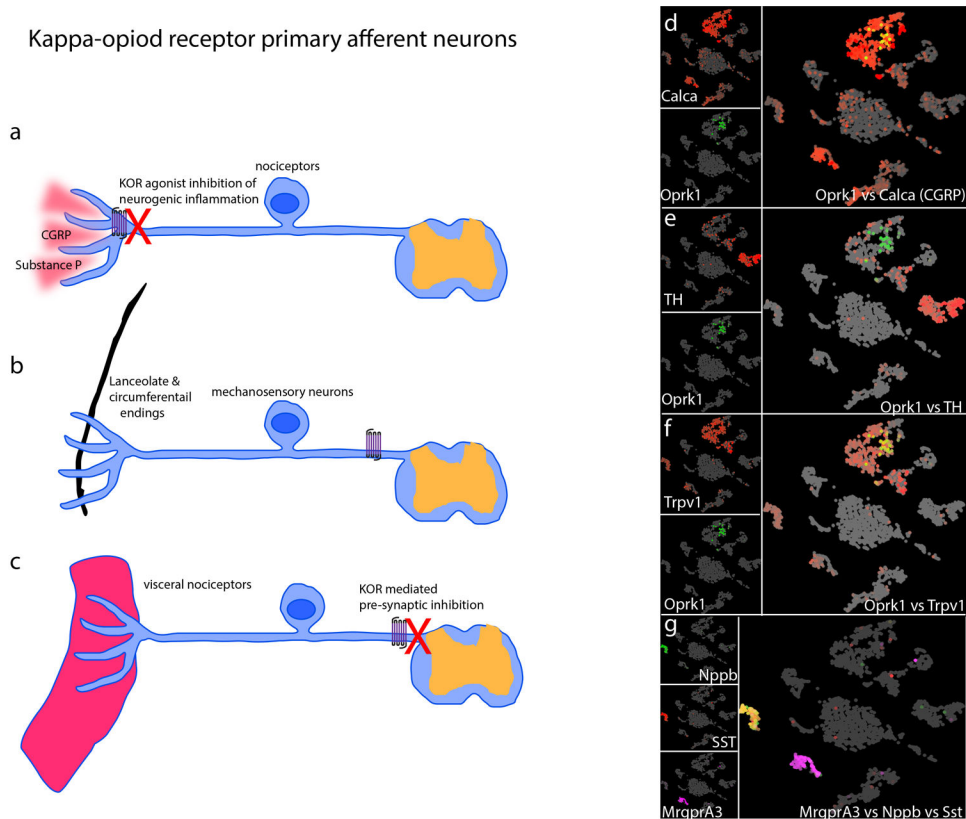 Kappa-opiod receptor primary afferent neurons
a
nociceptors
KOR agonist inhibition of
neurogenic inflammation
CGRP
Substance P
b
Lanceolate &
circumferentail
endings
mechanosensory neurons
c
visceral nociceptors
KOR mediated
pre-synaptic inhibition
d
Calca
Oprk1
Oprk1 vs Calca (CGRP)
e
TH
Oprk1
Oprk1 vs TH
f
Trpv1
Oprk1
Oprk1 vs Trpv1
g
Nppb
SST
MrgprA3
MrgprA3 vs Nppb vs Sst